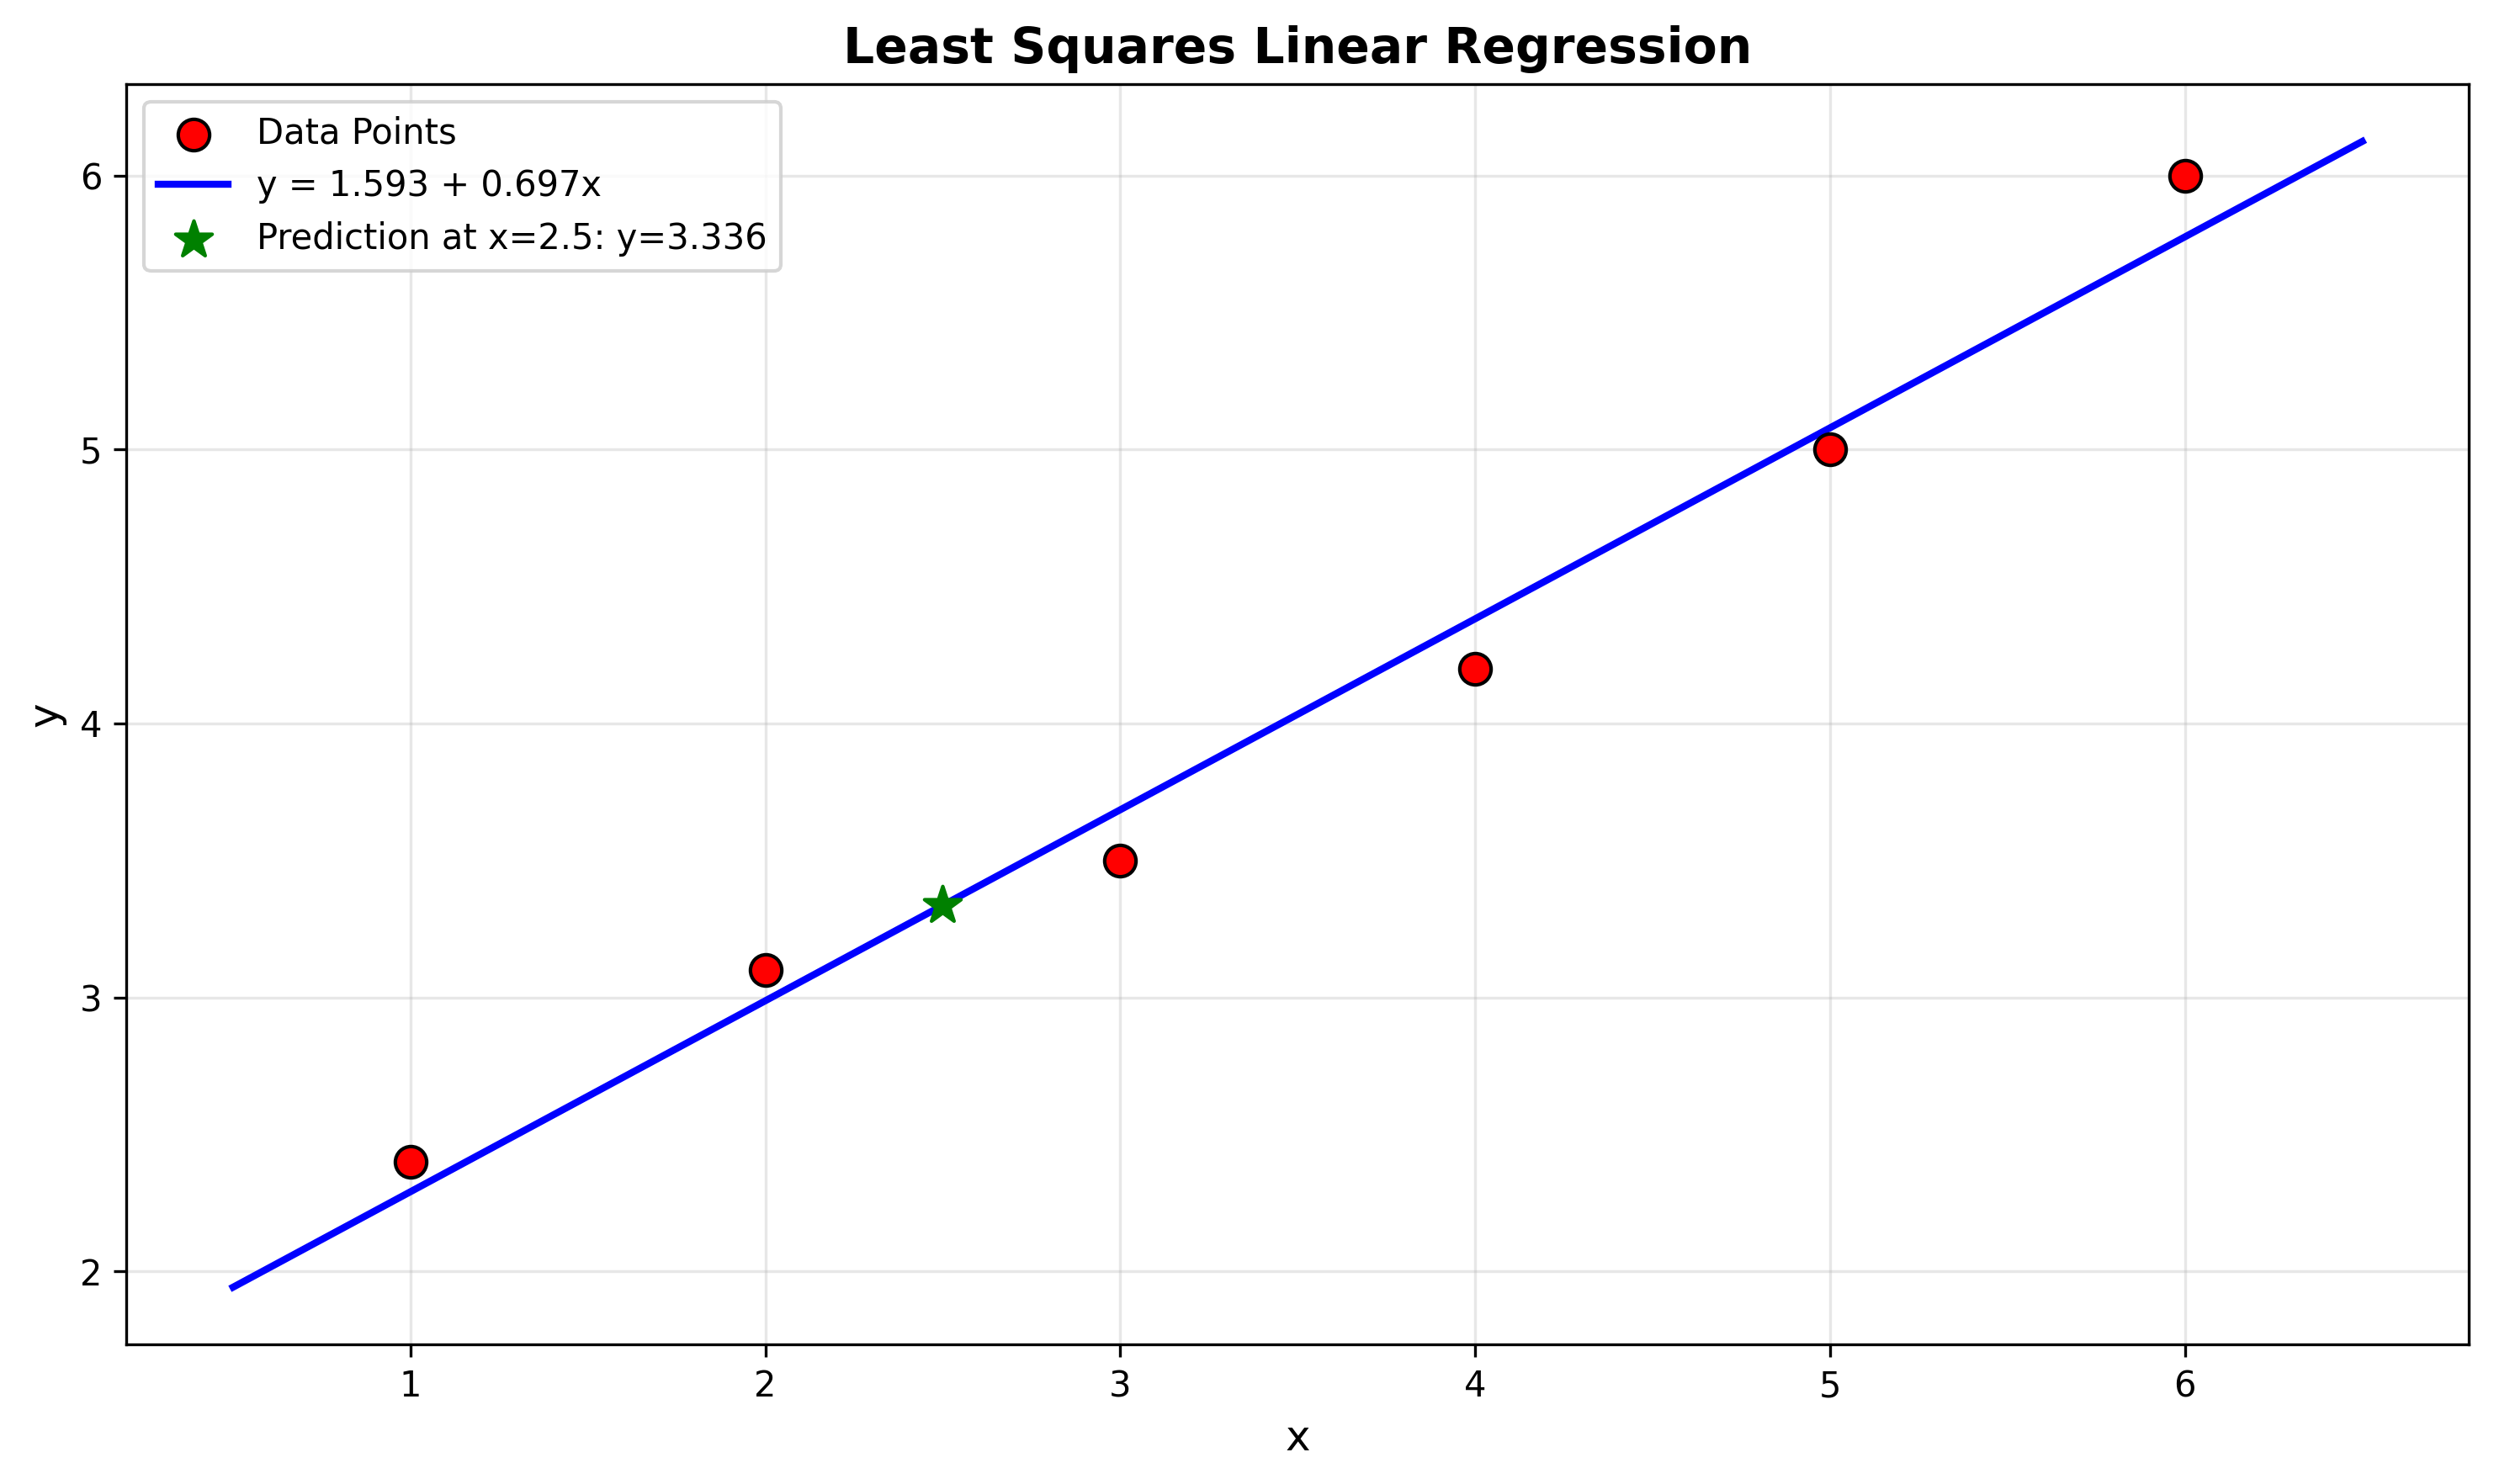 Least Squares Linear Regression
Data Points
y = 1.593 + 0.697x
Prediction at x=2.5: y=3.336
6
5
4
3
2
y
1 2 3 4 5 6
x